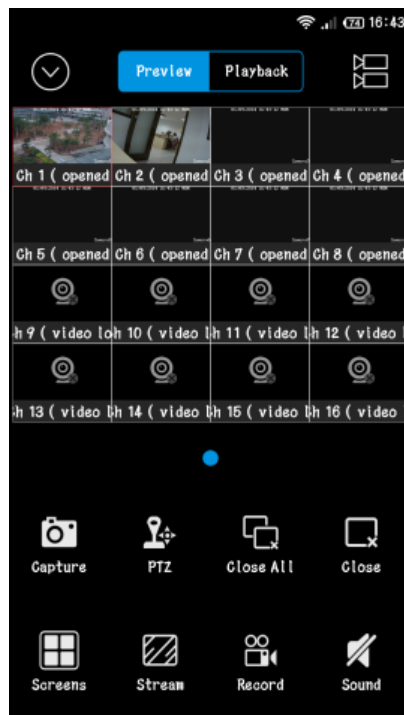 74 16:43
Preview Playback
Ch 1 ( opened Ch 2 ( opened Ch 3 ( opened Ch 4 ( opened
Ch 5 ( opened Ch 6 ( opened Ch 7 ( opened Ch 8 ( opened
h 9 ( video lo h 10 ( video l h 11 ( video l h 12 ( video l
h 13 ( video l h 14 ( video l h 15 ( video l h 16 ( video
Capture PTZ Close All Close
Screens Stream Record Sound